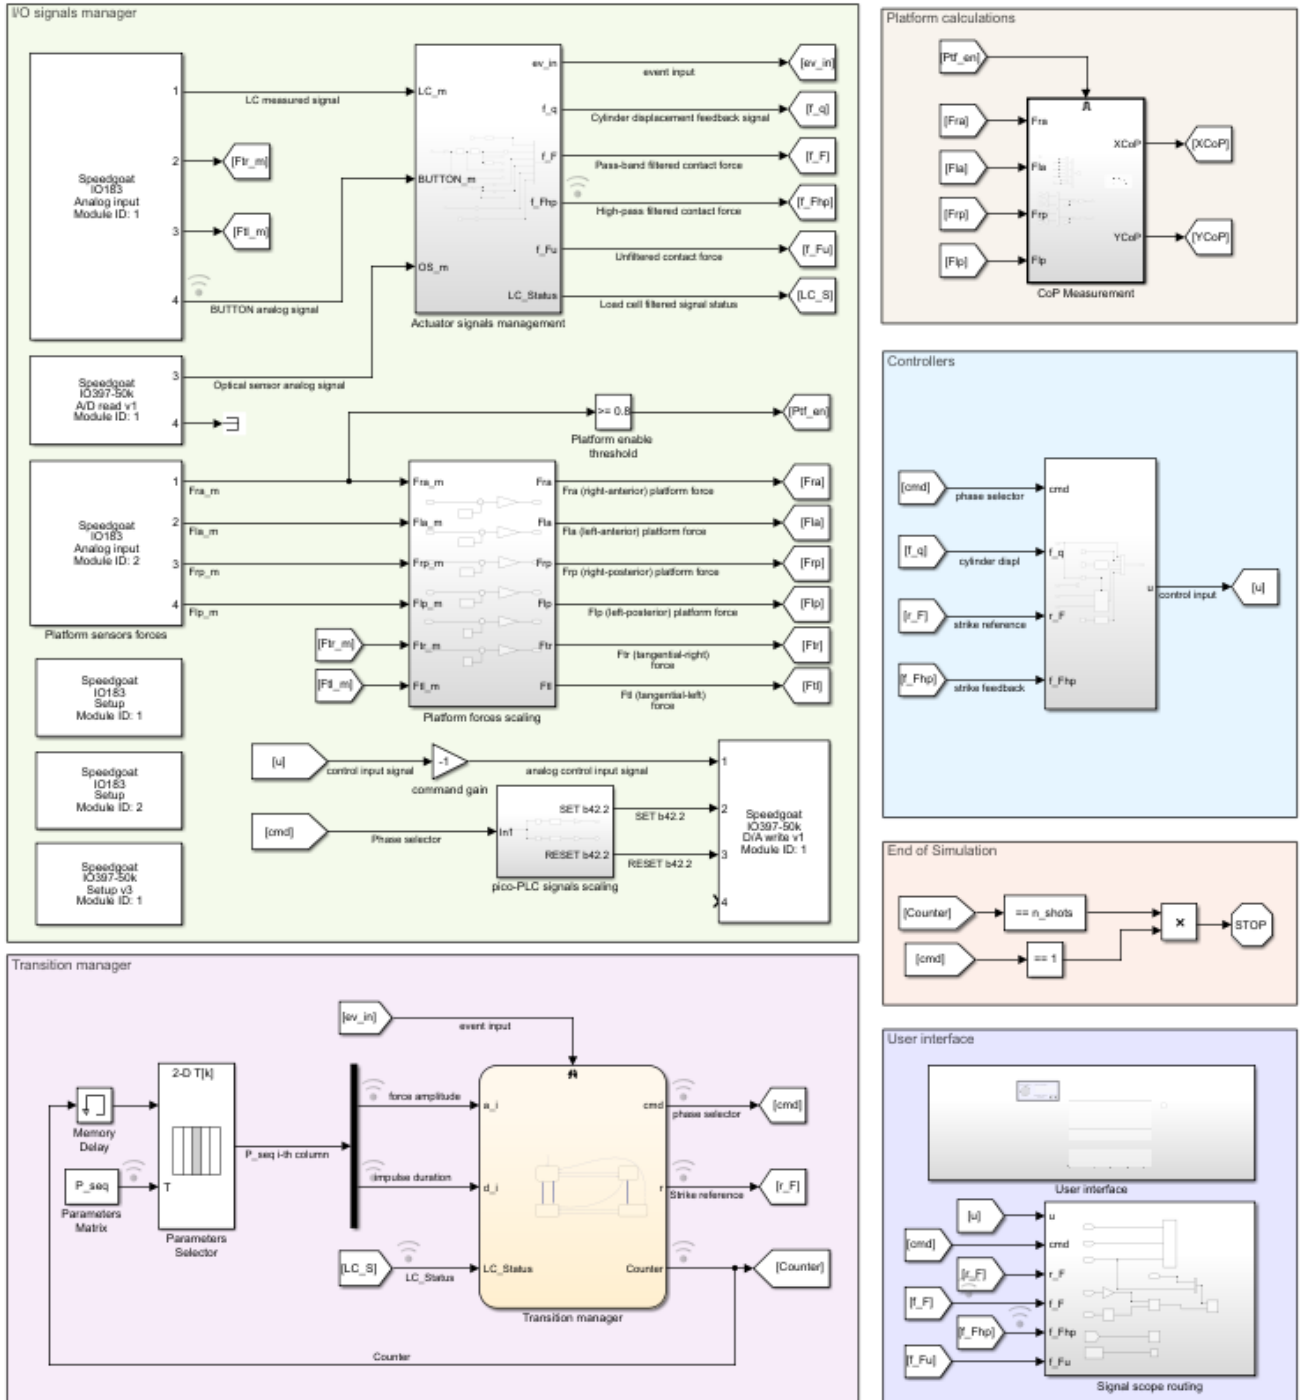 I/O signals manager
Speedgoat
IO183
Analog input
Module ID: 1
1
2
3
4
LC measured signal
[Ftr_m]
[Ftl_m]
BUTTON analog signal
LC_m
BUTTON_m
OS_m
ev_in
f_q
f_F
f_Fhp
f_Fu
LC_Status
Actuator signals management
event input
Cylinder displacement feedback signal
Pass-band filtered contact force
High-pass filtered contact force
Unfiltered contact force
Load cell filtered signal status
[ev_in]
[f_q]
[f_F]
[f_Fhp]
[f_Fu]
[LC_S]
Speedgoat
IO397-50k
A/D read v1
Module ID: 1
3
4
Optical sensor analog signal
>= 0.8
Platform enable
threshold
[Ptf_en]
Speedgoat
IO183
Analog input
Module ID: 2
1
2
3
4
Platform sensors forces
Fra_m
Fla_m
Frp_m
Flp_m
[Ftr_m]
[Ftl_m]
Fra_m
Fla_m
Frp_m
Flp_m
Ftr_m
Ftl_m
Fra
Fla
Frp
Flp
Ftr
Ftl
Platform forces scaling
Fra (right-anterior) platform force
Fla (left-anterior) platform force
Frp (right-posterior) platform force
Flp (left-posterior) platform force
Ftr (tangential-right)
force
Ftl (tangential-left)
force
[Fra]
[Fla]
[Frp]
[Flp]
[Ftr]
[Ftl]
Speedgoat
IO183
Setup
Module ID: 1
Speedgoat
IO183
Setup
Module ID: 2
Speedgoat
IO397-50k
Setup v3
Module ID: 1
[u]
control input signal
-1
command gain
analog control input signal
[cmd]
Phase selector
In1
SET b42.2
RESET b42.2
pico-PLC signals scaling
SET b42.2
RESET b42.2
1
2
3
4
Speedgoat
IO397-50k
D/A write v1
Module ID: 1
Platform calculations
[Ptf_en]
[Fra]
[Fla]
[Frp]
[Flp]
Fra
Fla
Frp
Flp
XCoP
YCoP
CoP Measurement
[XCoP]
[YCoP]
Controllers
[cmd]
phase selector
[f_q]
cylinder displ
[r_F]
strike reference
[f_Fhp]
strike feedback
cmd
f_q
r_F
f_Fhp
u
control input
[u]
End of Simulation
[Counter]
== n_shots
[cmd]
== 1
×
STOP
Transition manager
[ev_in]
event input
Memory
Delay
P_seq
Parameters
Matrix
2-D T[k]
T
Parameters
Selector
P_seq i-th column
force amplitude
impulse duration
[LC_S]
LC_Status
a_i
d_i
LC_Status
cmd
r
Counter
Transition manager
phase selector
Strike reference
[cmd]
[r_F]
[Counter]
Counter
User interface
User interface
[u]
[cmd]
[r_F]
[f_F]
[f_Fhp]
[f_Fu]
u
cmd
r_F
f_F
f_Fhp
f_Fu
Signal scope routing